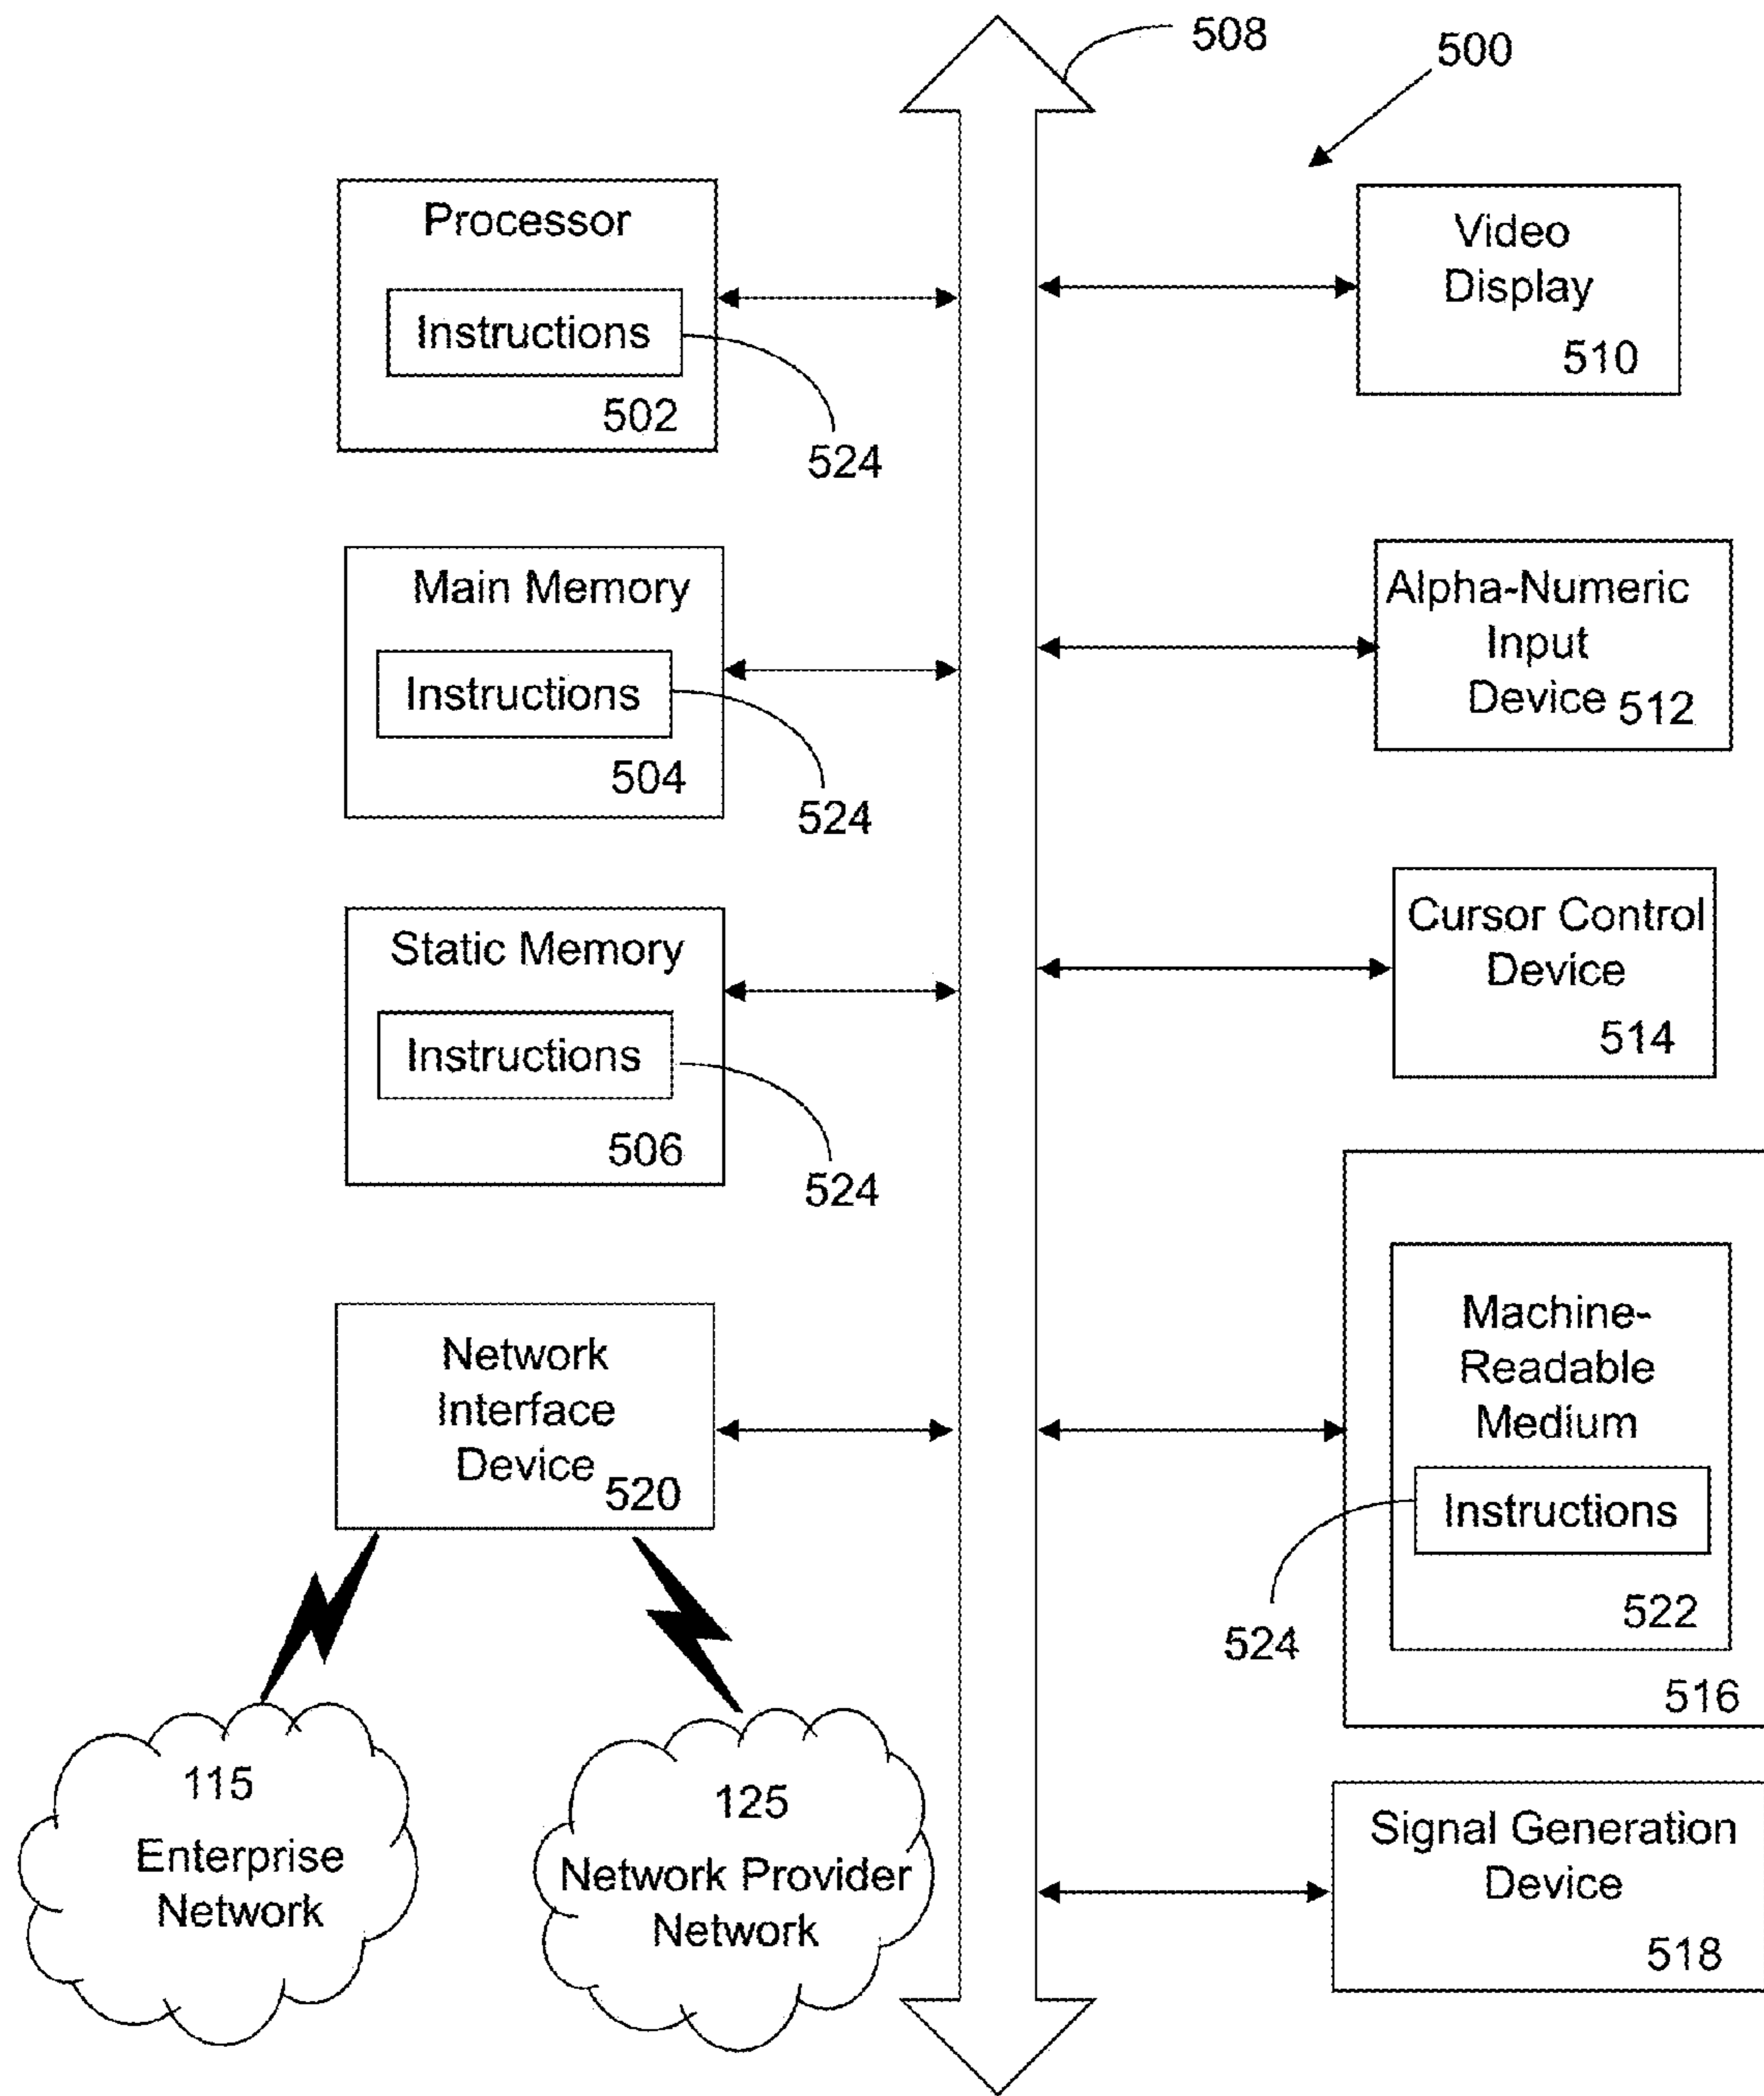 508
500
Processor
Instructions
502
524
Video
Display
510
Main Memory
Instructions
504
524
Alpha-Numeric
Input
Device 512
Static Memory
Instructions
506
524
Cursor Control
Device
514
Network
Interface
Device 520
Machine-
Readable
Medium
Instructions
522
524
516
115
Enterprise
Network
125
Network Provider
Network
Signal Generation
Device
518